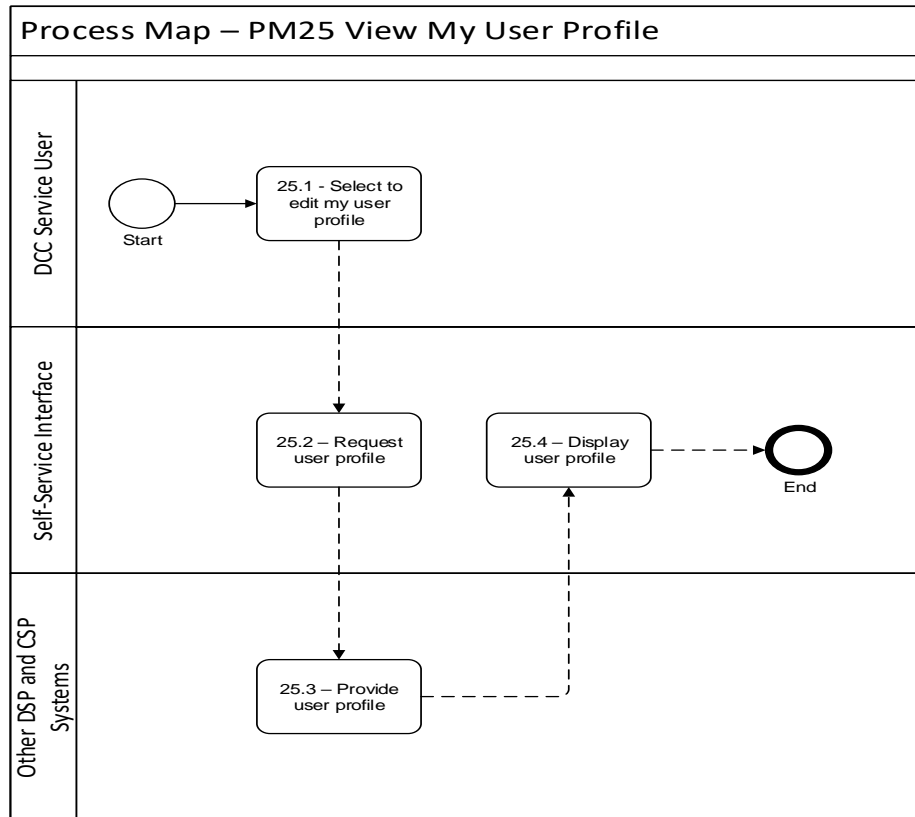 Process Map – PM25 View My User Profile
DCC Service User
25.1 - Select to
edit my user
profile
Start
Self-Service Interface
25.2 – Request
user profile
25.4 – Display
user profile
End
Other DSP and CSP
Systems
25.3 – Provide
user profile